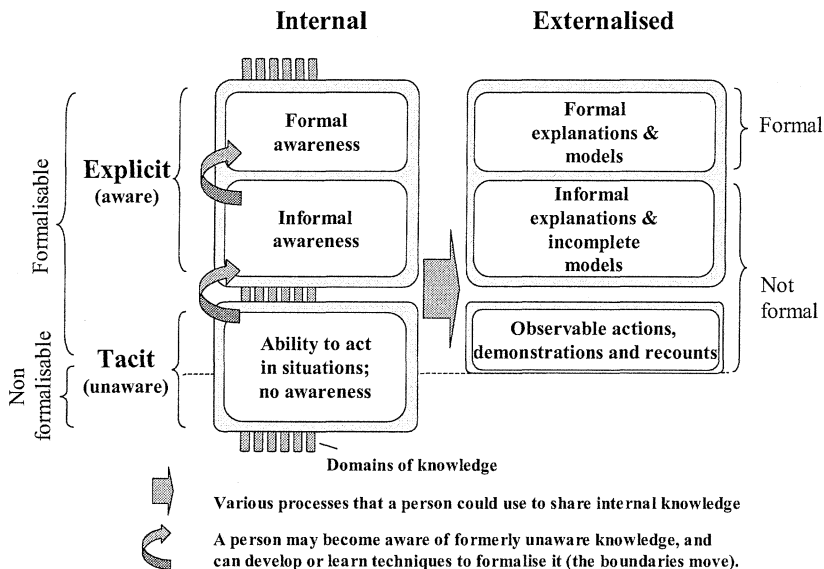 Internal
Externalised
Formalisable
Non
formalisable
Explicit
(aware)
Tacit
(unaware)
Formal
awareness
Informal
awareness
Ability to act
in situations;
no awareness
Formal
explanations &
models
Informal
explanations &
incomplete
models
Observable actions,
demonstrations and recounts
Formal
Not
formal
Domains of knowledge
Various processes that a person could use to share internal knowledge
A person may become aware of formerly unaware knowledge, and
can develop or learn techniques to formalise it (the boundaries move).